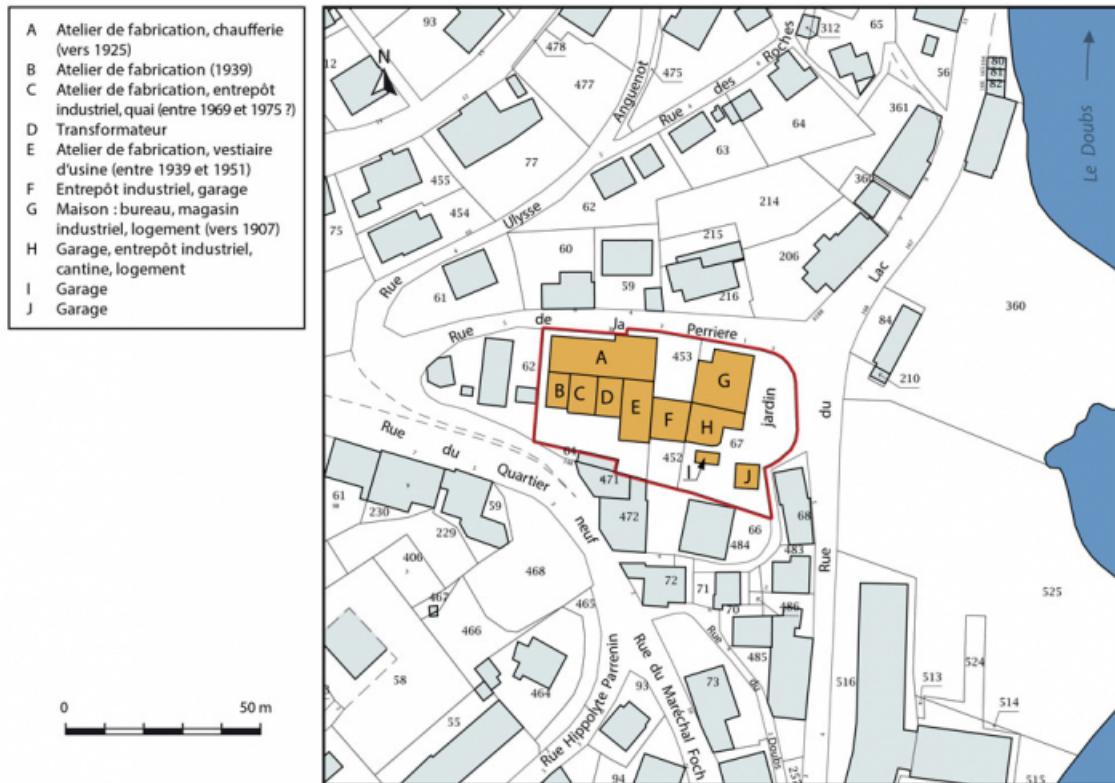 A Atelier de fabrication, chaufferie
(vers 1925)
B Atelier de fabrication (1939)
C Atelier de fabrication, entrepôt
industriel, quai (entre 1969 et 1975 ?)
D Transformateur
E Atelier de fabrication, vestiaire
d'usine (entre 1939 et 1951)
F Entrepôt industriel, garage
G Maison : bureau, magasin
industriel, logement (vers 1907)
H Garage, entrepôt industriel,
cantine, logement
I Garage
J Garage
0 50 m
N
93
478
477
475
312
65
56
80
81
82
Le Doubs
Rue Ulysse Anguenot
Rue des Roches
361
64
63
77
455
454
75
62
214
215
206
216
60
59
61
360
84
210
Rue de la Perriere
62
A
B
C
D
E
F
G
H
I
J
453
452
67
jardin
Rue du Lac
Rue du Quartier neuf
471
472
484
66
68
483
61
230
229
59
406
467
466
468
465
464
58
55
72
71
70
486
485
73
93
94
Rue Hippolyte Parrenin
Rue du Maréchal Foch
Rue du Doubs
516
513
524
514
525
515